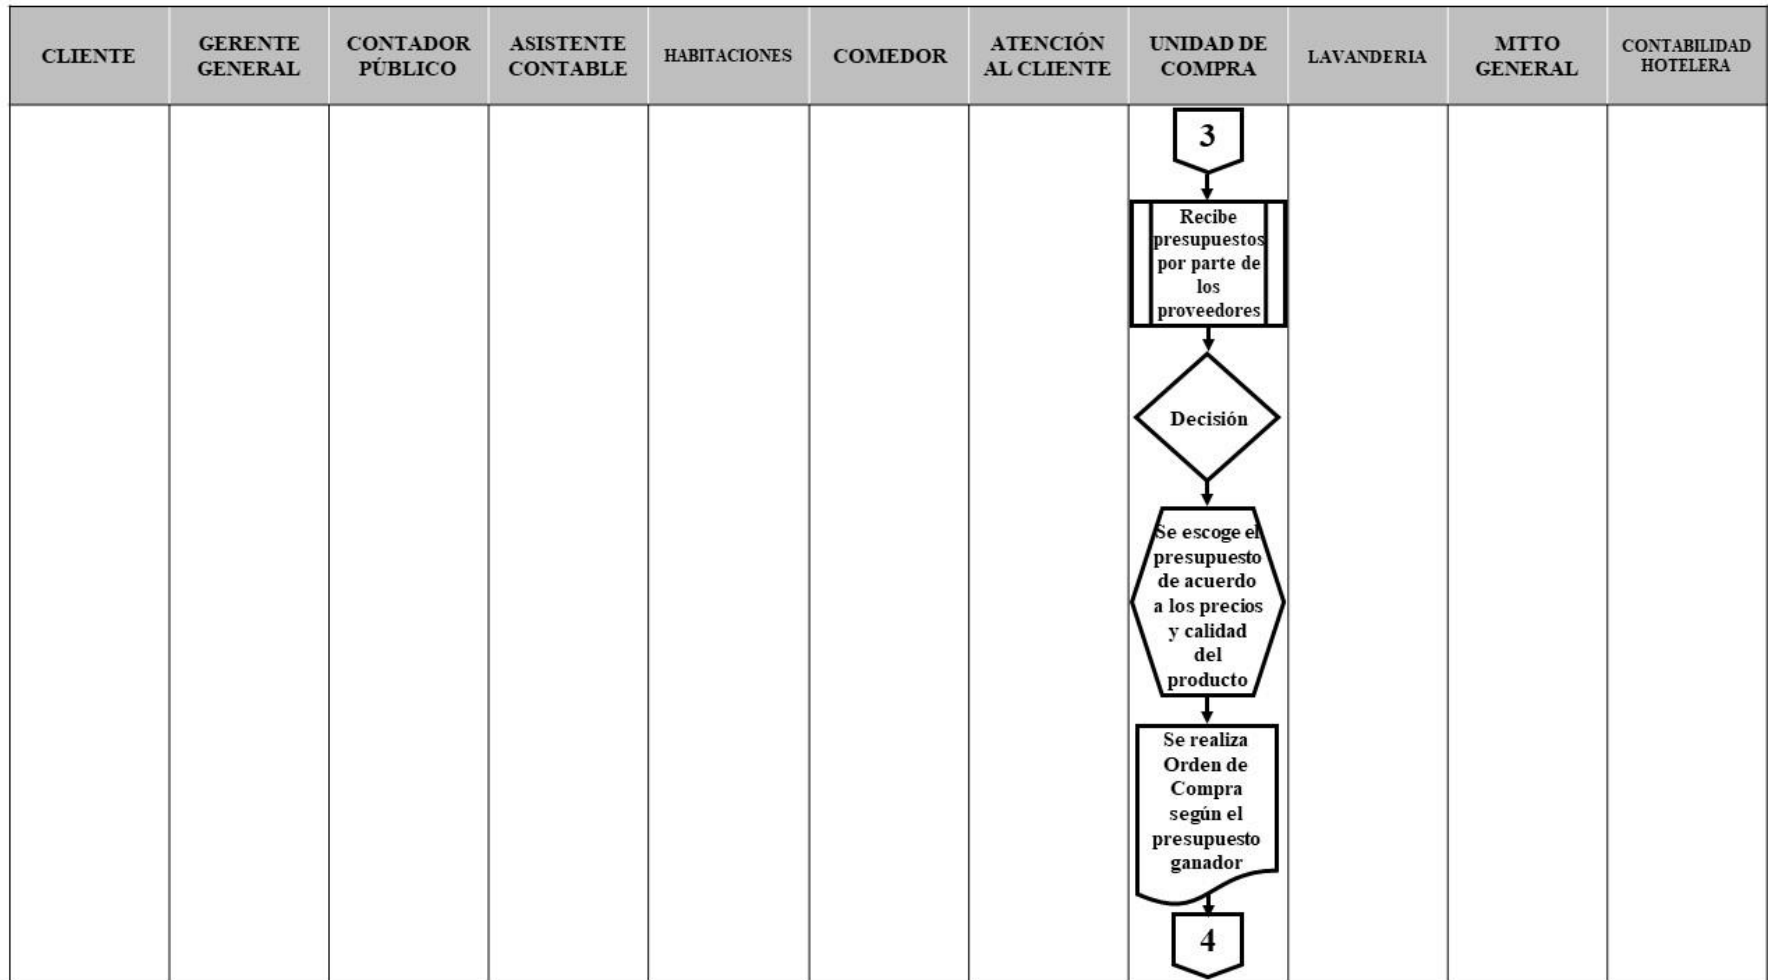 CLIENTE
GERENTE
GENERAL
CONTADOR
PÚBLICO
ASISTENTE
CONTABLE
HABITACIONES
COMEDOR
ATENCIÓN
AL CLIENTE
UNIDAD DE
COMPRA
LAVANDERIA
MTTO
GENERAL
CONTABILIDAD
HOTELERA
3
Recibe
presupuestos
por parte de
los
proveedores
Decisión
Se escoge el
presupuesto
de acuerdo
a los precios
y calidad
del
producto
Se realiza
Orden de
Compra
según el
presupuesto
ganador
4